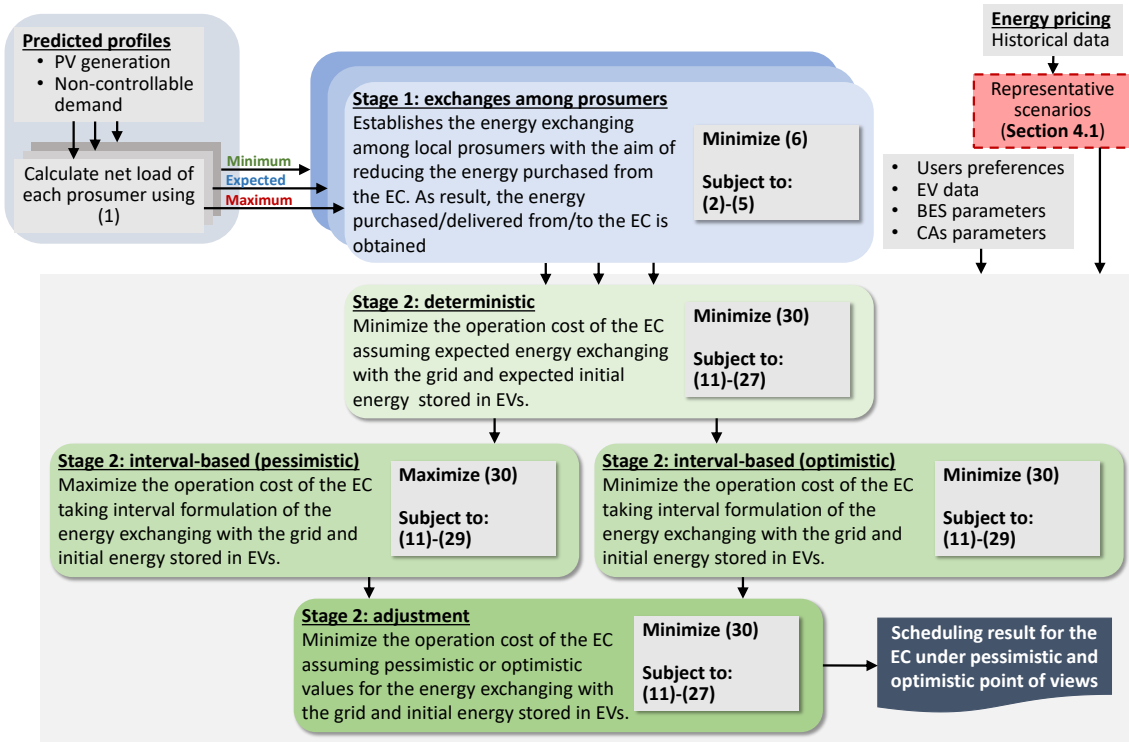 Predicted profiles
• PV generation
• Non-controllable
demand
Calculate net load of
each prosumer using
(1)
Minimum
Expected
Maximum
Stage 1: exchanges among prosumers
Establishes the energy exchanging
among local prosumers with the aim of
reducing the energy purchased from
the EC. As result, the energy
purchased/delivered from/to the EC is
obtained
Minimize (6)
Subject to:
(2)-(5)
Energy pricing
Historical data
Representative
scenarios
(Section 4.1)
• Users preferences
• EV data
• BES parameters
• CAs parameters
Stage 2: deterministic
Minimize the operation cost of the EC
assuming expected energy exchanging
with the grid and expected initial
energy stored in EVs.
Minimize (30)
Subject to:
(11)-(27)
Stage 2: interval-based (pessimistic)
Maximize the operation cost of the EC
taking interval formulation of the
energy exchanging with the grid and
initial energy stored in EVs.
Maximize (30)
Subject to:
(11)-(29)
Stage 2: interval-based (optimistic)
Minimize the operation cost of the EC
taking interval formulation of the
energy exchanging with the grid and
initial energy stored in EVs.
Minimize (30)
Subject to:
(11)-(29)
Stage 2: adjustment
Minimize the operation cost of the EC
assuming pessimistic or optimistic
values for the energy exchanging with
the grid and initial energy stored in EVs.
Minimize (30)
Subject to:
(11)-(27)
Scheduling result for the
EC under pessimistic and
optimistic point of views